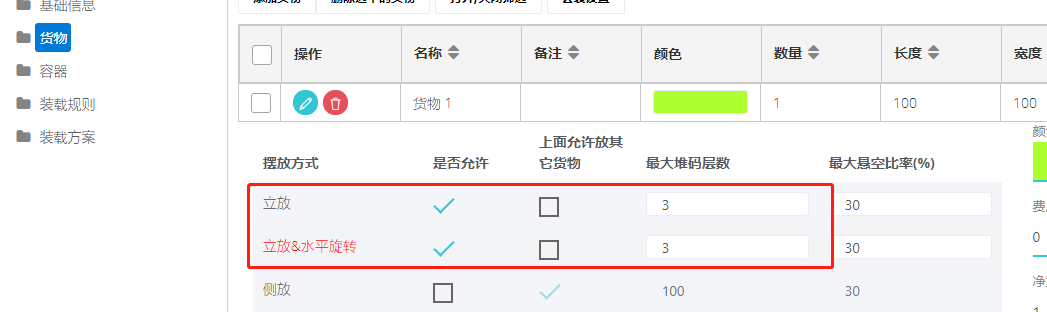 基础信息
货物
容器
装载规则
装载方案
操作 名称 备注 颜色 数量 长度 宽度
货物 1 1 100 100
摆放方式 是否允许 上面允许放其它货物 最大堆码层数 最大悬空比率(%)
立放 3 30
立放&水平旋转 3 30
侧放 100 30
0